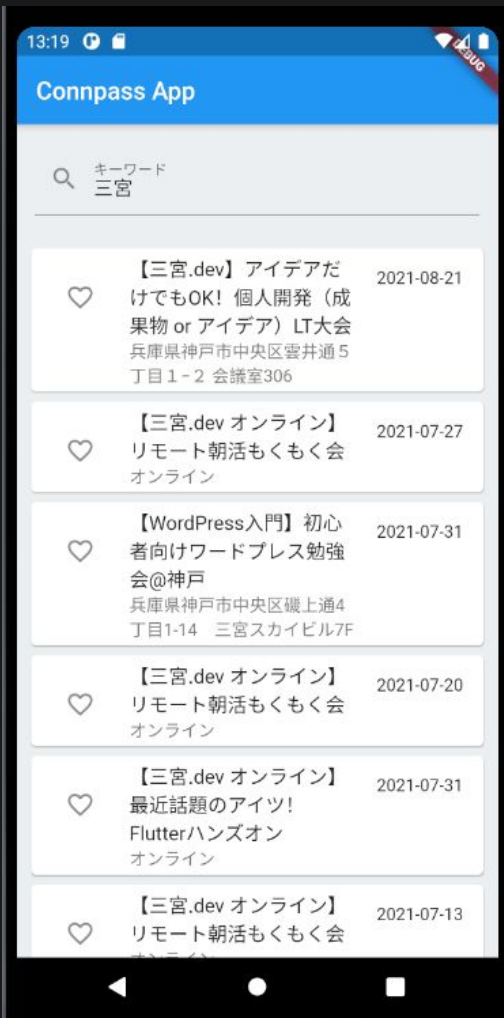 13:19
DEBUG
Connpass App
キーワード
三宮
【三宮.dev】アイデアだ
けでもOK！個人開発（成
果物 or アイデア）LT大会
兵庫県神戸市中央区雲井通５
丁目１−２ 会議室306
2021-08-21
【三宮.dev オンライン】
リモート朝活もくもく会
オンライン
2021-07-27
【WordPress入門】初心
者向けワードプレス勉強
会@神戸
兵庫県神戸市中央区磯上通4
丁目1-14　三宮スカイビル7F
2021-07-31
【三宮.dev オンライン】
リモート朝活もくもく会
オンライン
2021-07-20
【三宮.dev オンライン】
最近話題のアイツ！
Flutterハンズオン
オンライン
2021-07-31
【三宮.dev オンライン】
リモート朝活もくもく会
オンライン
2021-07-13